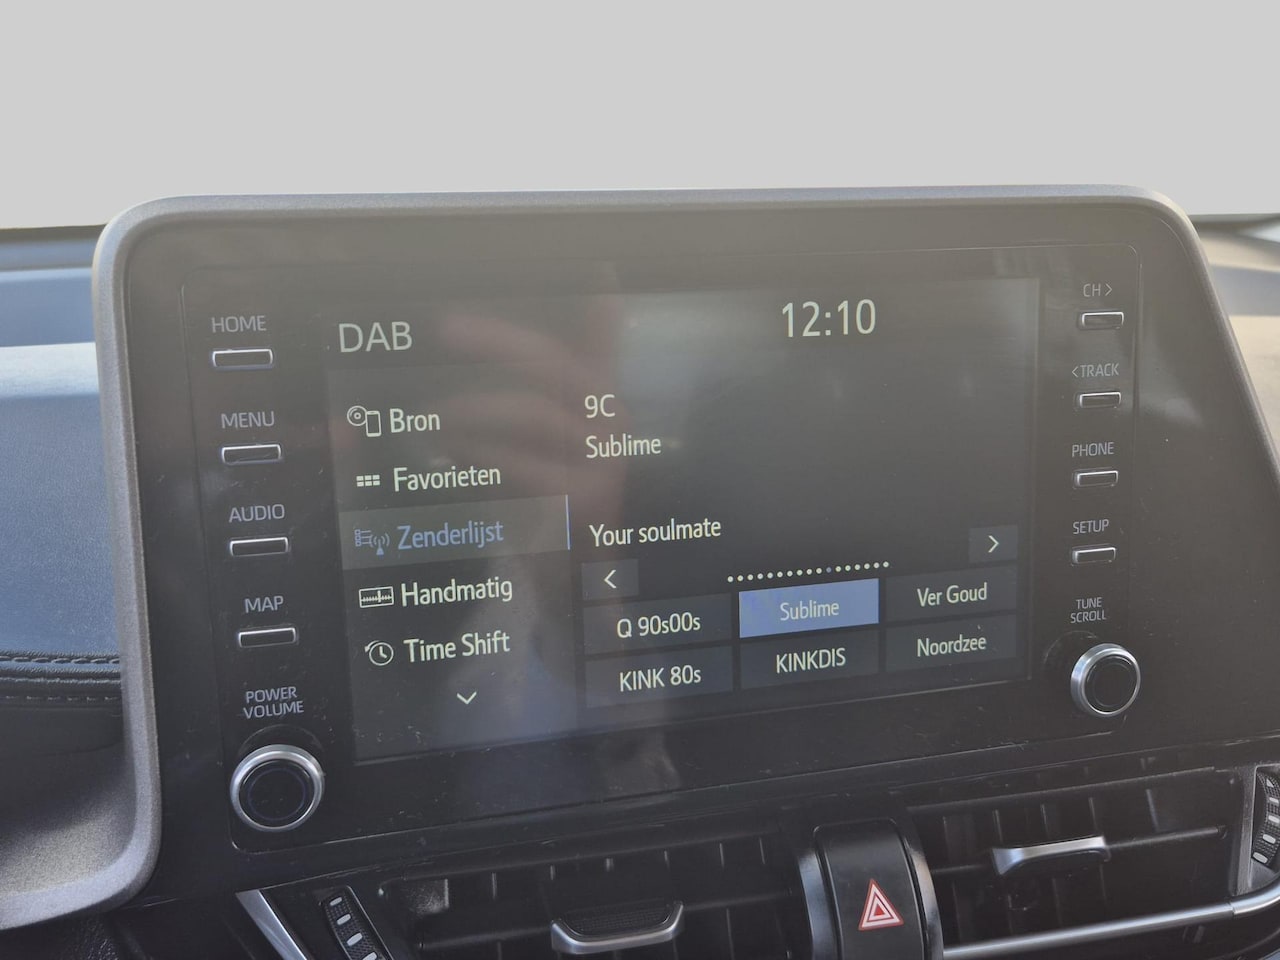 HOME
MENU
AUDIO
MAP
POWER
VOLUME
DAB
12:10
Bron
Favorieten
Zenderlijst
Handmatig
Time Shift
9C
Sublime
Your soulmate
<
>
Q 90s00s
Sublime
Ver Goud
KINK 80s
KINKDIS
Noordzee
CH >
< TRACK
PHONE
SETUP
TUNE
SCROLL